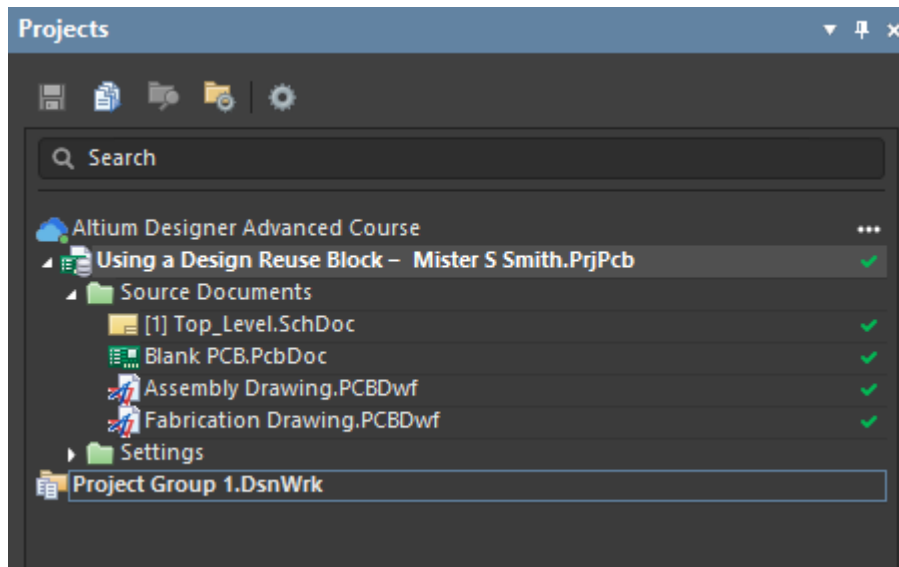 Projects
Search
Altium Designer Advanced Course
Using a Design Reuse Block – Mister S Smith.PrjPcb
Source Documents
[1] Top_Level.SchDoc
Blank PCB.PcbDoc
Assembly Drawing.PCBDwf
Fabrication Drawing.PCBDwf
Settings
Project Group 1.DsnWrk